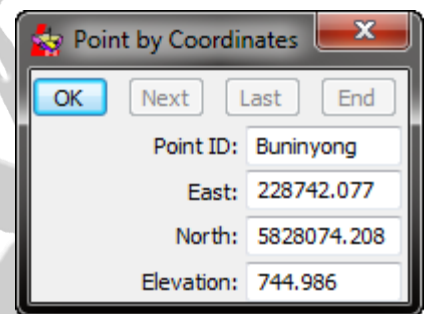 Point by Coordinates
OK Next Last End
Point ID: Buninyong
East: 228742.077
North: 5828074.208
Elevation: 744.986